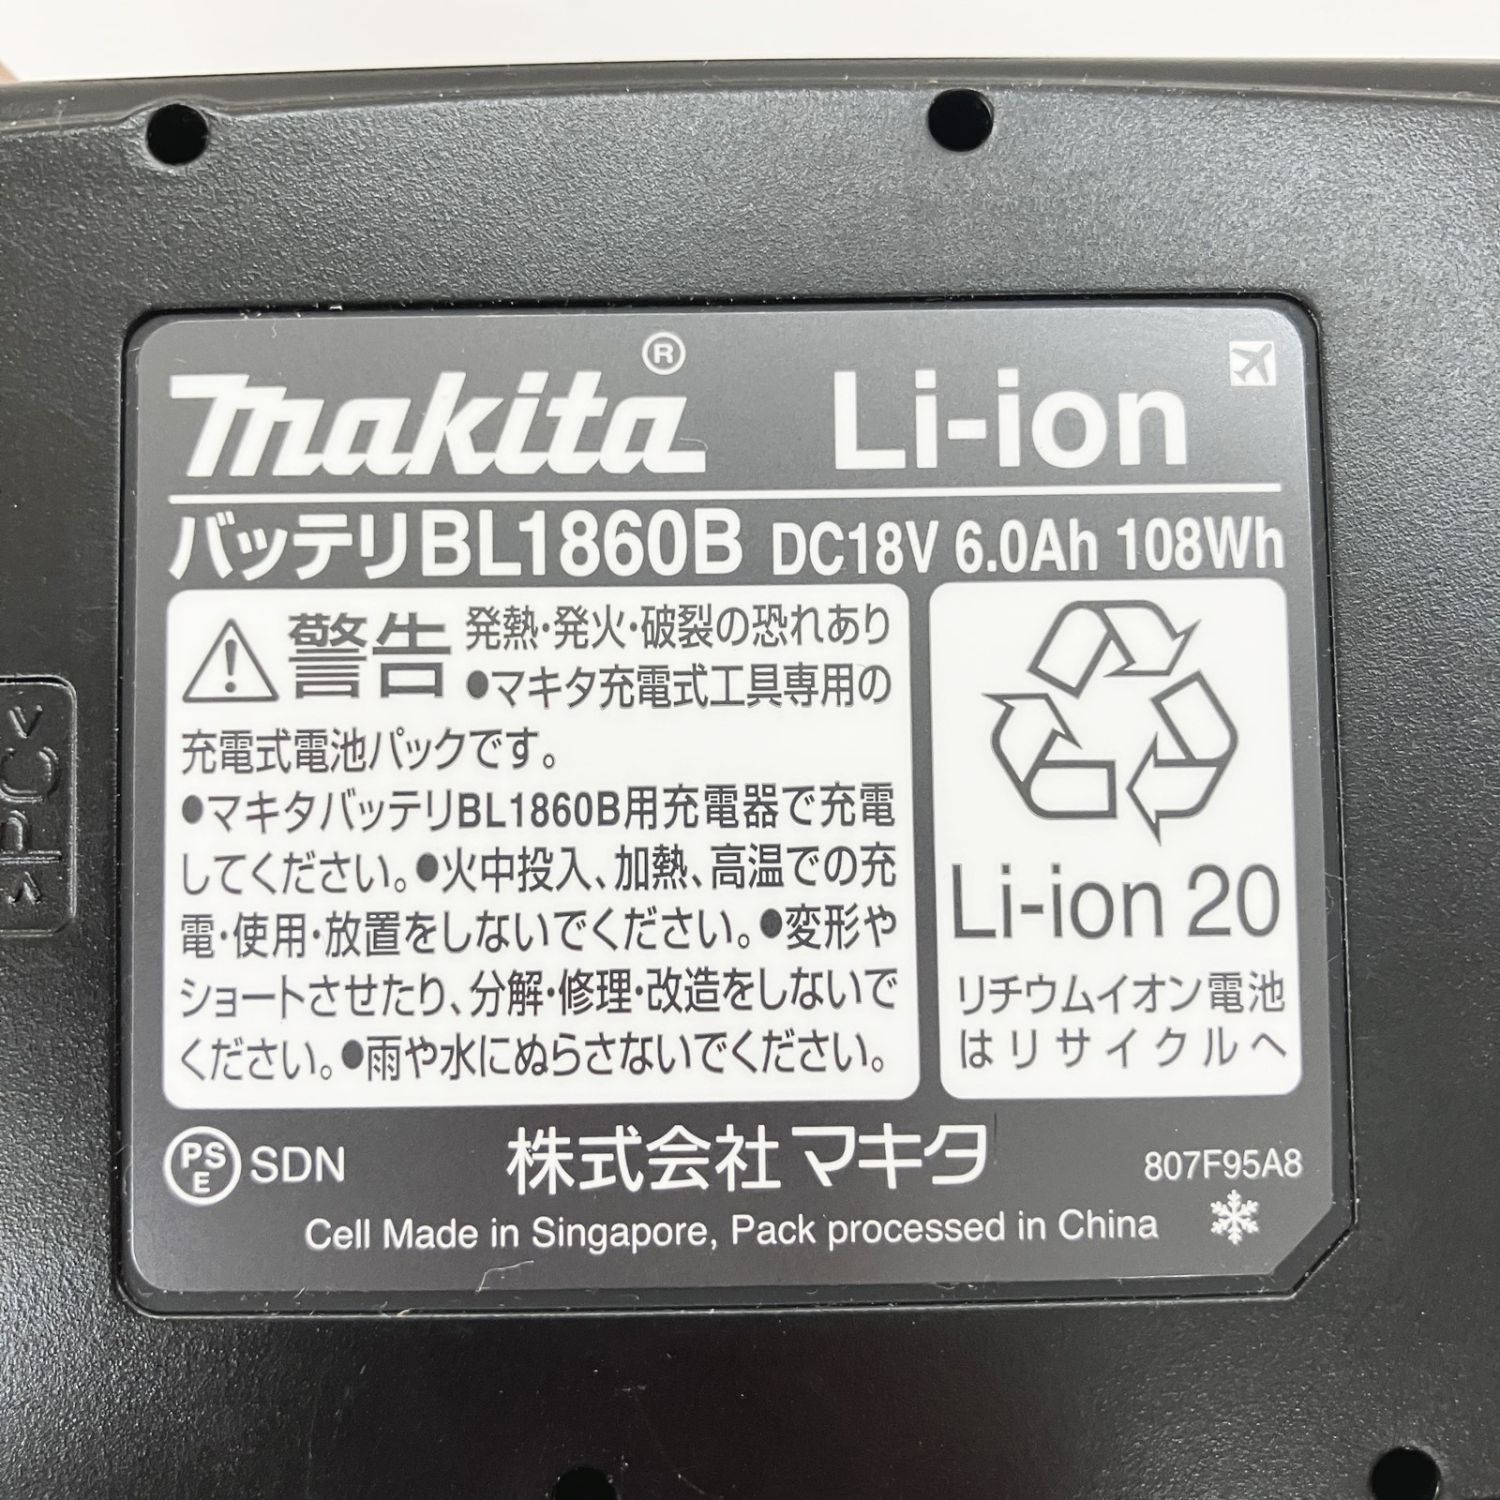 makita® Li-ion
バッテリBL1860B DC18V 6.0Ah 108Wh
警告 発熱・発火・破裂の恐れあり
●マキタ充電式工具専用の
充電式電池パックです。
●マキタバッテリBL1860B用充電器で充電
してください。●火中投入、加熱、高温での充
電・使用・放置をしないでください。●変形や
ショートさせたり、分解・修理・改造をしないで
ください。●雨や水にぬらさないでください。
Li-ion 20
リチウムイオン電池
はリサイクルへ
PSE SDN 株式会社マキタ 807F95A8
Cell Made in Singapore, Pack processed in China